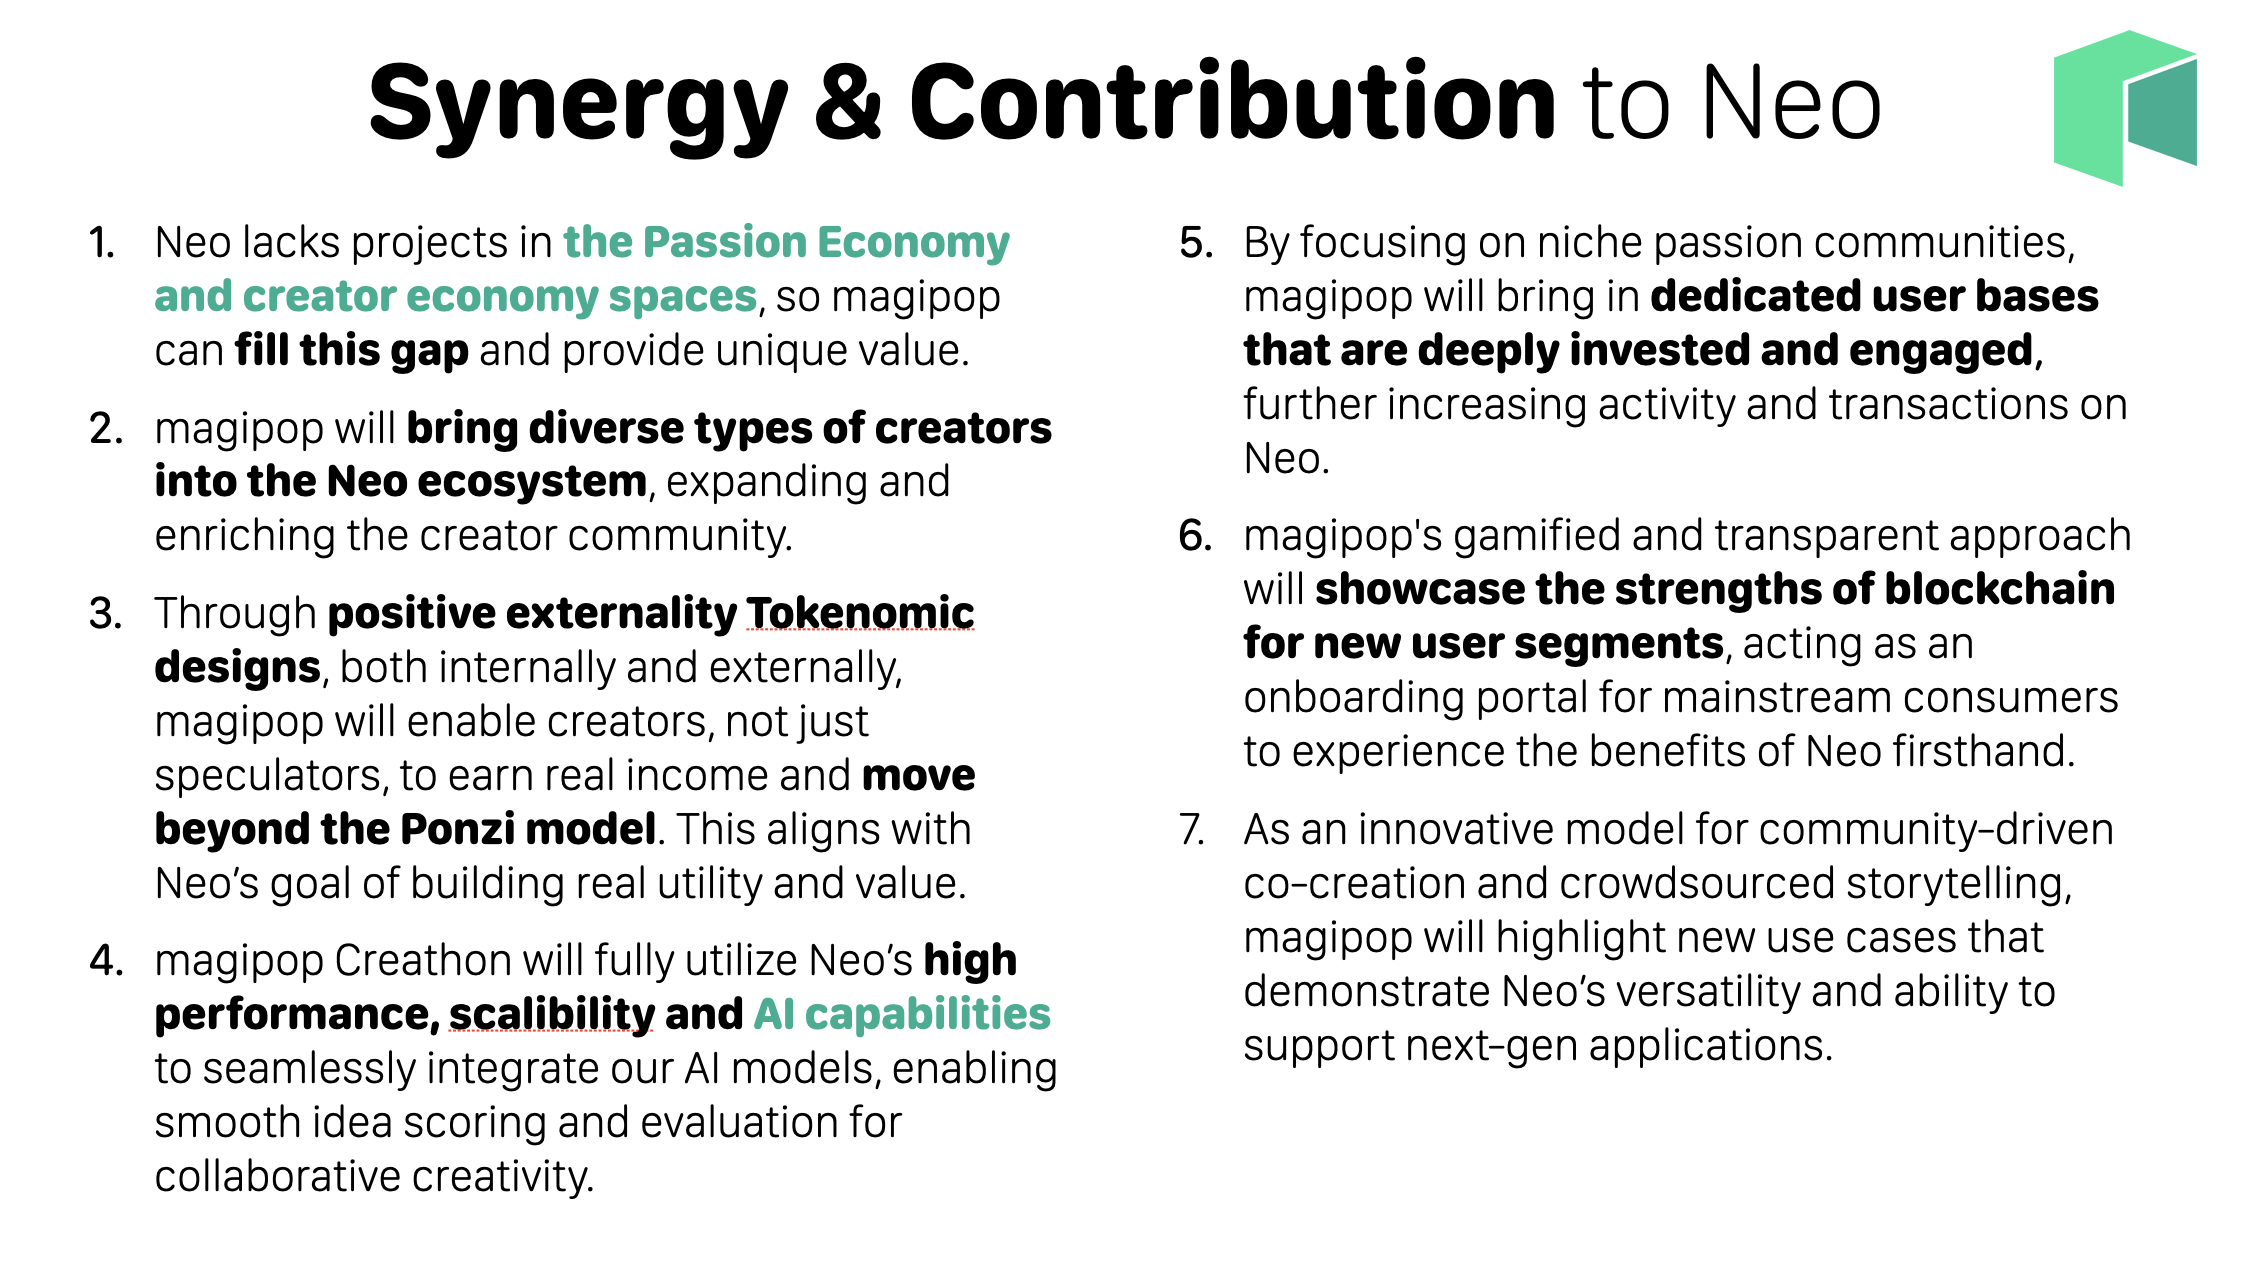 Synergy & Contribution to Neo
1. Neo lacks projects in the Passion Economy
and creator economy spaces, so magipop
can fill this gap and provide unique value.
2. magipop will bring diverse types of creators
into the Neo ecosystem, expanding and
enriching the creator community.
3. Through positive externality Tokenomic
designs, both internally and externally,
magipop will enable creators, not just
speculators, to earn real income and move
beyond the Ponzi model. This aligns with
Neo’s goal of building real utility and value.
4. magipop Creathon will fully utilize Neo’s high
performance, scalibility and AI capabilities
to seamlessly integrate our AI models, enabling
smooth idea scoring and evaluation for
collaborative creativity.
5. By focusing on niche passion communities,
magipop will bring in dedicated user bases
that are deeply invested and engaged,
further increasing activity and transactions on
Neo.
6. magipop's gamified and transparent approach
will showcase the strengths of blockchain
for new user segments, acting as an
onboarding portal for mainstream consumers
to experience the benefits of Neo firsthand.
7. As an innovative model for community-driven
co-creation and crowdsourced storytelling,
magipop will highlight new use cases that
demonstrate Neo’s versatility and ability to
support next-gen applications.